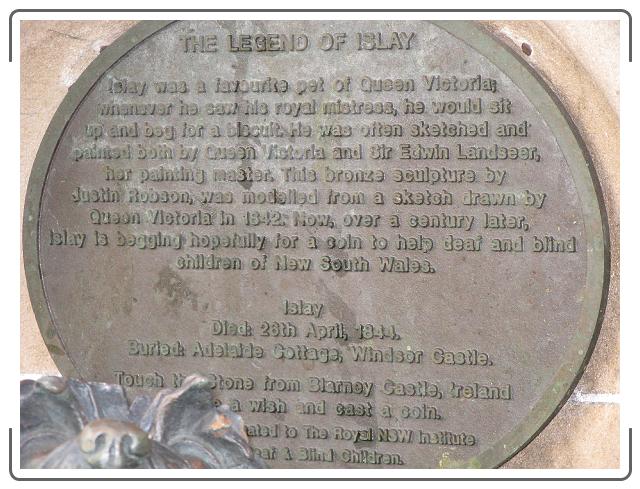 THE LEGEND OF ISLAY
Islay was a favourite pet of Queen Victoria;
whenever he saw his royal mistress, he would sit
up and beg for a biscuit. He was often sketched and
painted both by Queen Victoria and Sir Edwin Landseer,
her painting master. This bronze sculpture by
Justin Robson, was modelled from a sketch drawn by
Queen Victoria in 1842. Now, over a century later,
Islay is begging hopefully for a coin to help deaf and blind
children of New South Wales.
Islay
Died: 26th April, 1844.
Buried: Adelaide Cottage, Windsor Castle.
Touch the Stone from Blarney Castle, Ireland
a wish and cast a coin.
to The Royal NSW Institute
& Blind Children.